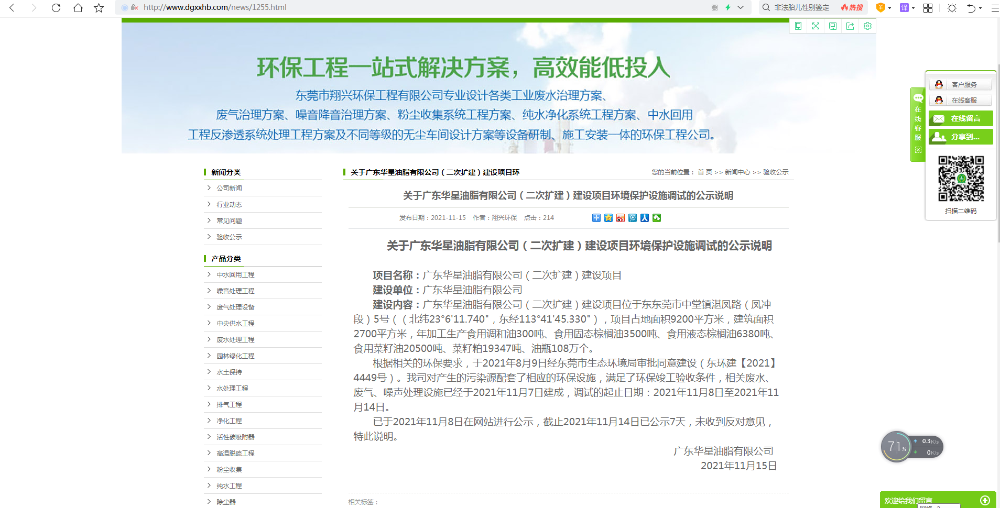 http://www.dgxxhb.com/news/1255.html
非法胎儿性别鉴定
热搜
译
环保工程一站式解决方案，高效能低投入
东莞市翔兴环保工程有限公司专业设计各类工业废水治理方案、
废气治理方案、噪音降音治理方案、粉尘收集系统工程方案、纯水净化系统工程方案、中水回用
工程反渗透系统处理工程方案及不同等级的无尘车间设计方案等设备研制、施工安装一体的环保工程公司。
在线客服
客户服务
在线客服
在线留言
分享到...
扫描二维码
新闻分类
公司新闻
行业动态
常见问题
验收公示
产品分类
中水回用工程
噪音处理工程
废气处理设备
中央供水工程
废水处理工程
园林绿化工程
水土保持
水处理工程
排气工程
净化工程
活性碳吸附器
高温脱硫工程
粉尘收集
纯水工程
除尘器
关于广东华星油脂有限公司（二次扩建）建设项目环
您的当前位置： 首 页 >> 新闻中心 >> 验收公示
关于广东华星油脂有限公司（二次扩建）建设项目环境保护设施调试的公示说明
发布日期：2021-11-15 作者：翔兴环保 点击：214
关于广东华星油脂有限公司（二次扩建）建设项目环境保护设施调试的公示说明
项目名称：广东华星油脂有限公司（二次扩建）建设项目
建设单位：广东华星油脂有限公司
建设内容：广东华星油脂有限公司（二次扩建）建设项目位于东东莞市中堂镇湛凤路（凤冲
段）5号（（北纬23°6'11.740"，东经113°41'45.330"），项目占地面积9200平方米，建筑面积
2700平方米，年加工生产食用调和油300吨、食用固态棕榈油3500吨、食用液态棕榈油6380吨、
食用菜籽油20500吨、菜籽粕19347吨、油瓶108万个。
根据相关的环保要求，于2021年8月9日经东莞市生态环境局审批同意建设（东环建【2021】
4449号）。我司对产生的污染源配套了相应的环保设施，满足了环保竣工验收条件，相关废水、
废气、噪声处理设施已经于2021年11月7日建成，调试的起止日期：2021年11月8日至2021年11
月14日。
已于2021年11月8日在网站进行公示，截止2021年11月14日已公示7天，未收到反对意见，
特此说明。
广东华星油脂有限公司
2021年11月15日
相关标签：
71%
0.3K/s
0K/s
欢迎给我们留言